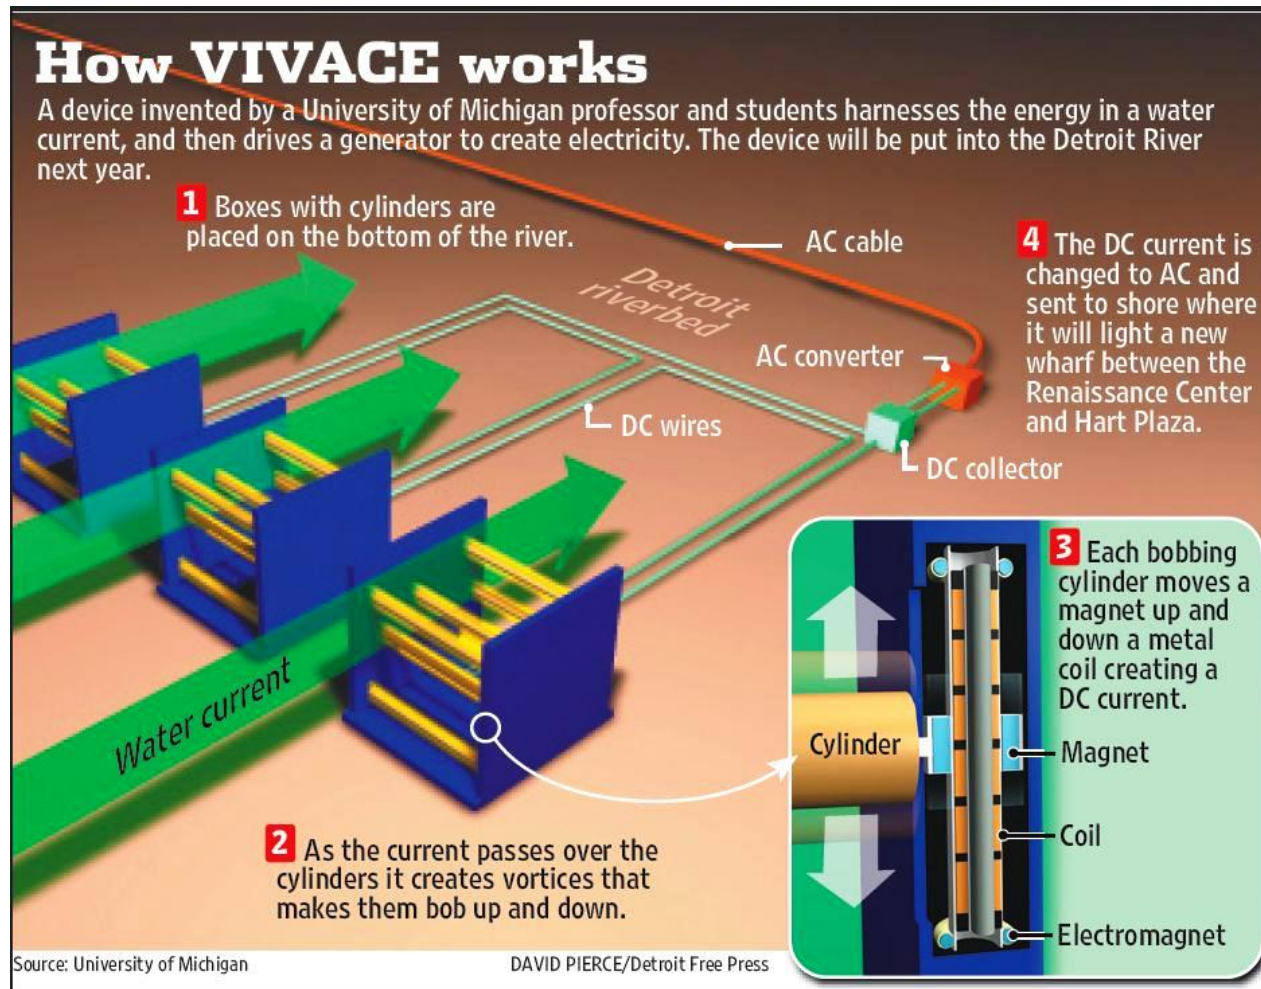 How VIVACE works
A device invented by a University of Michigan professor and students harnesses the energy in a water
current, and then drives a generator to create electricity. The device will be put into the Detroit River
next year.
1 Boxes with cylinders are
placed on the bottom of the river.
AC cable
4 The DC current is
changed to AC and
sent to shore where
it will light a new
wharf between the
Renaissance Center
and Hart Plaza.
Detroit
riverbed
AC converter
DC wires
DC collector
Water current
3 Each bobbing
cylinder moves a
magnet up and
down a metal
coil creating a
DC current.
Cylinder
Magnet
Coil
Electromagnet
2 As the current passes over the
cylinders it creates vortices that
makes them bob up and down.
Source: University of Michigan
DAVID PIERCE/Detroit Free Press